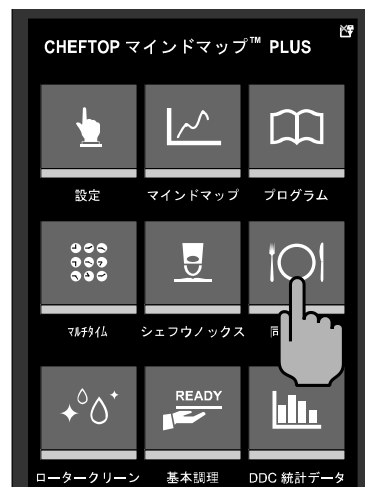 CHEFTOP マインドマップ™ PLUS
設定
マインドマップ
プログラム
マルチタイム
シェフウノックス
READY
ロータークリーン
基本調理
DDC 統計データ